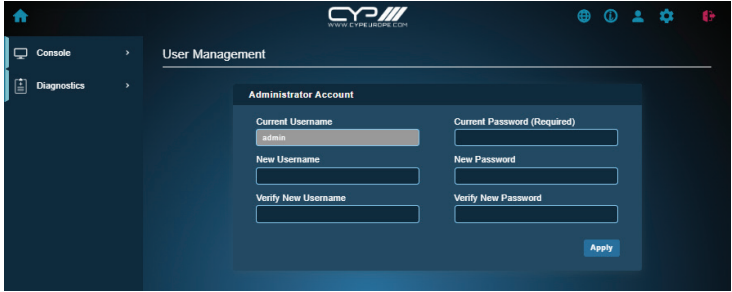 CYP
WWW.CYPEUROPE.COM
Console
Diagnostics
User Management
Administrator Account
Current Username
Current Password (Required)
admin
New Username
New Password
Verify New Username
Verify New Password
Apply